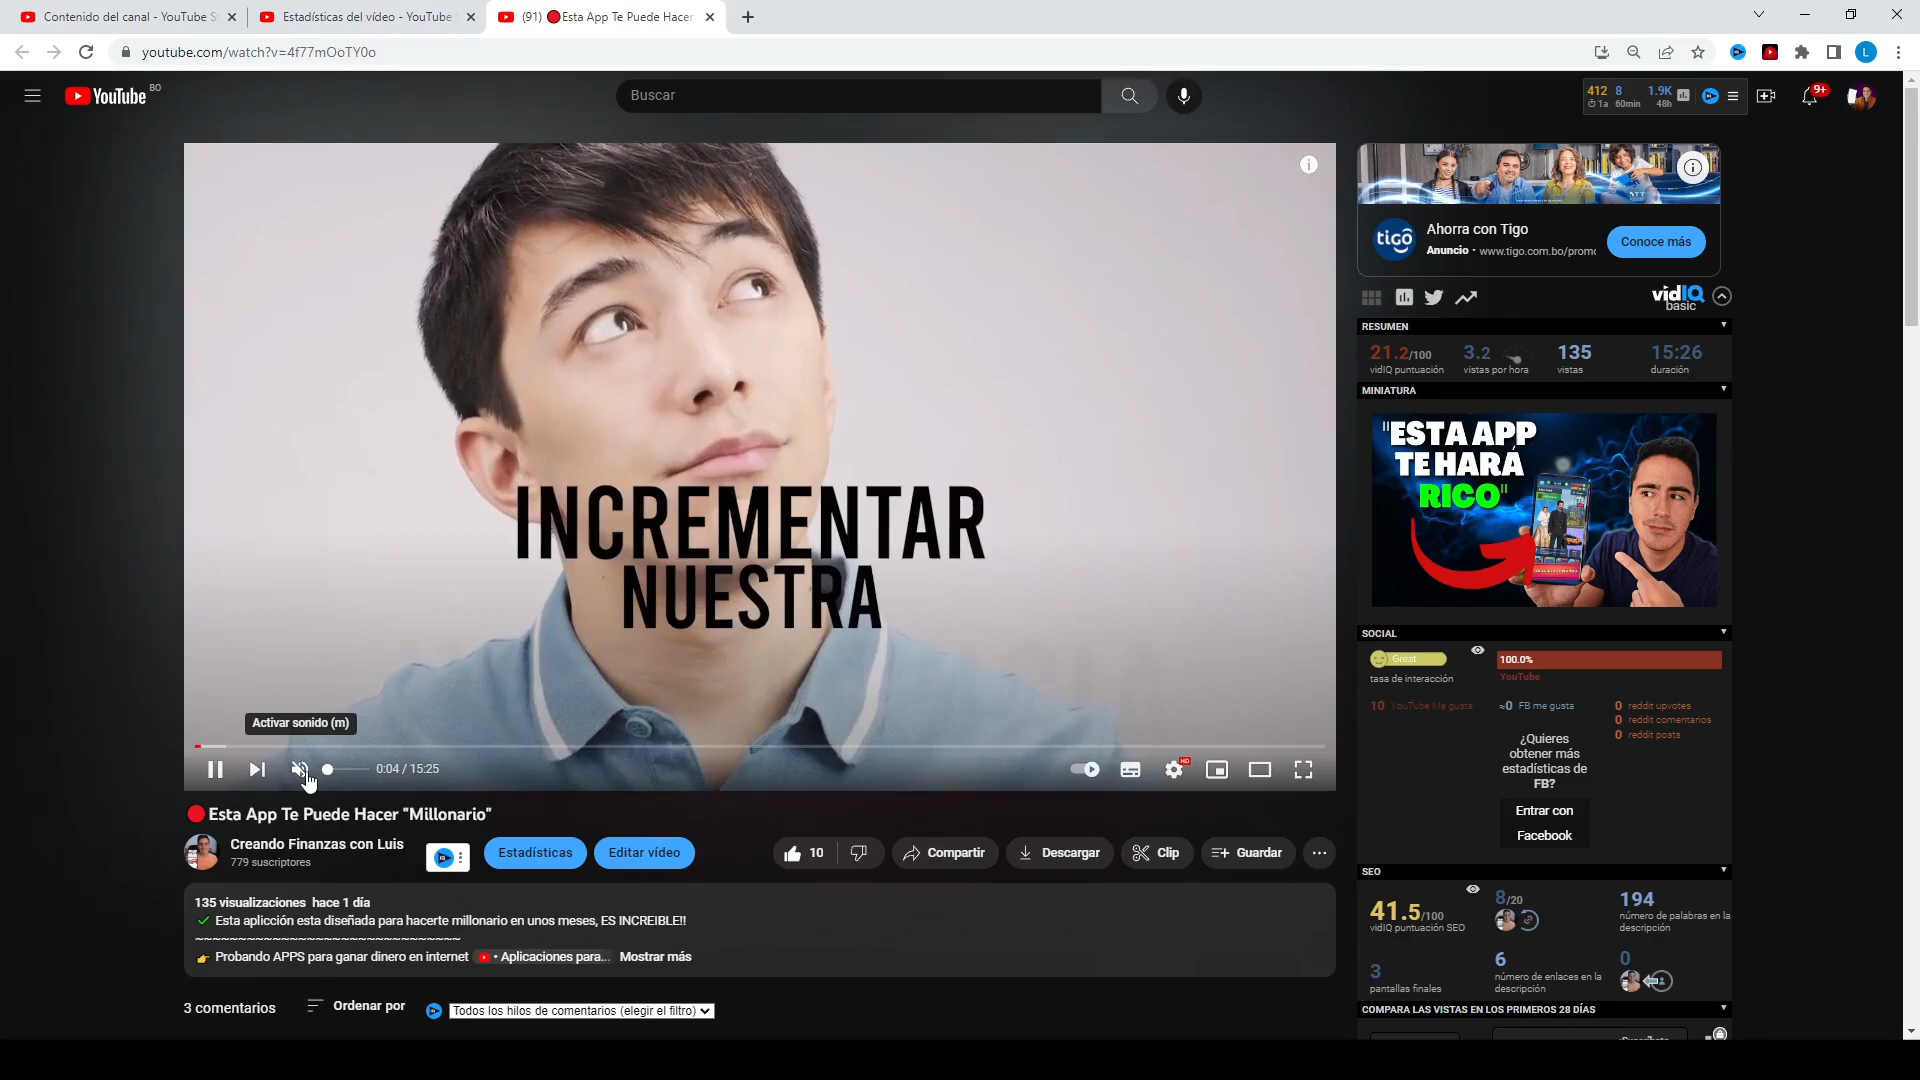 Contenido del canal - YouTube S
Estadísticas del vídeo - YouTube S
(91) 🔴Esta App Te Puede Hacer
youtube.com/watch?v=4f77mOoTY0o
L
YouTube BO
Buscar
412 8 1.9K
1a 60min 48h
9+
INCREMENTAR
NUESTRA
Activar sonido (m)
0:04 / 15:25
HD
🔴Esta App Te Puede Hacer "Millonario"
Creando Finanzas con Luis
779 suscriptores
Estadísticas
Editar vídeo
10
Compartir
Descargar
Clip
Guardar
135 visualizaciones hace 1 día
✔ Esta aplicción esta diseñada para hacerte millonario en unos meses, ES INCREIBLE!!
~~~~~~~~~~~~~~~~~~~~~~~~~~~~~~
👉 Probando APPS para ganar dinero en internet • Aplicaciones para... Mostrar más
3 comentarios
Ordenar por
Todos los hilos de comentarios (elegir el filtro)
tigo
Ahorra con Tigo
Anuncio · www.tigo.com.bo/promo
Conoce más
vidIQ
basic
RESUMEN
21.2/100 3.2 135 15:26
vidIQ puntuación vistas por hora vistas duración
MINIATURA
"ESTA APP
TE HARÁ
RICO"
SOCIAL
Great
100.0%
tasa de interacción
YouTube
10 YouTube Me gusta
≈0 FB me gusta
0 reddit upvotes
0 reddit comentarios
0 reddit posts
¿Quieres
obtener más
estadísticas de
FB?
Entrar con
Facebook
SEO
41.5/100
vidIQ puntuación SEO
8/20
194
número de palabras en la
descripción
3
pantallas finales
6
número de enlaces en la
descripción
0
COMPARA LAS VISTAS EN LOS PRIMEROS 28 DÍAS